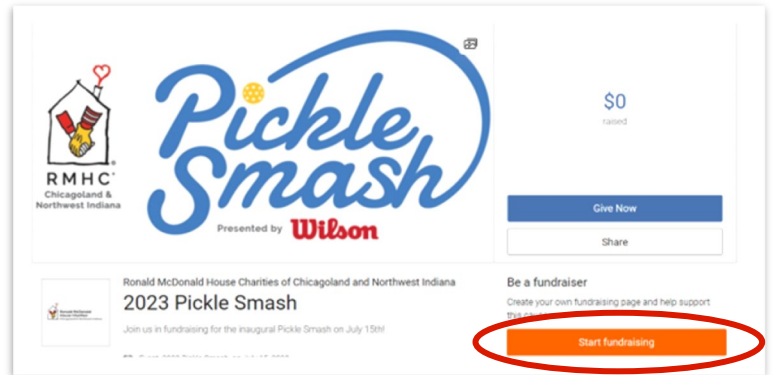 Pickle
Smash
Presented by Wilson
RMHC
Chicagoland &
Northwest Indiana
$0
raised
Give Now
Share
Ronald McDonald House Charities of Chicagoland and Northwest Indiana
2023 Pickle Smash
Join us in fundraising for the inaugural Pickle Smash on July 15th!
Be a fundraiser
Create your own fundraising page and help support
this
Start fundraising